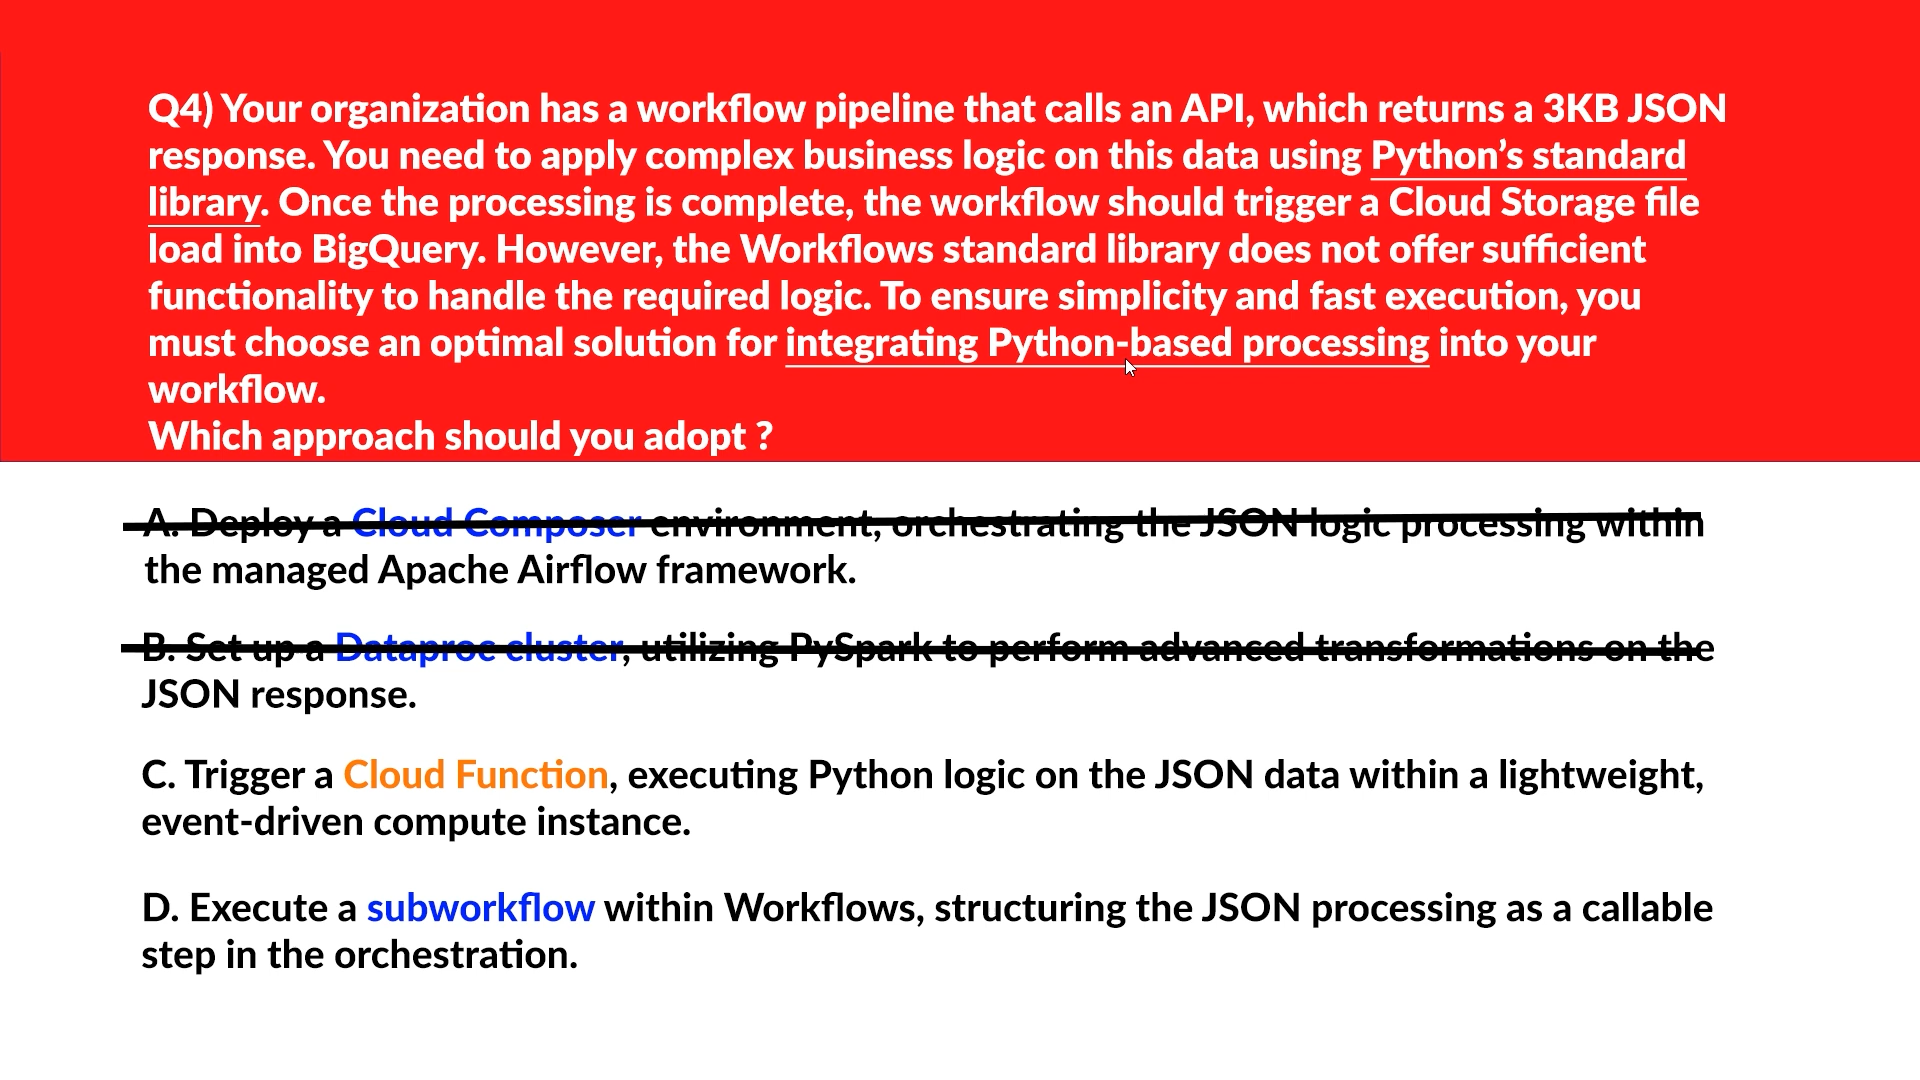 Q4) Your organization has a workflow pipeline that calls an API, which returns a 3KB JSON
response. You need to apply complex business logic on this data using Python’s standard
library. Once the processing is complete, the workflow should trigger a Cloud Storage file
load into BigQuery. However, the Workflows standard library does not offer sufficient
functionality to handle the required logic. To ensure simplicity and fast execution, you
must choose an optimal solution for integrating Python-based processing into your
workflow.
Which approach should you adopt ?
A. Deploy a Cloud Composer environment, orchestrating the JSON logic processing within
the managed Apache Airflow framework.
B. Set up a Dataproc cluster, utilizing PySpark to perform advanced transformations on the
JSON response.
C. Trigger a Cloud Function, executing Python logic on the JSON data within a lightweight,
event-driven compute instance.
D. Execute a subworkflow within Workflows, structuring the JSON processing as a callable
step in the orchestration.